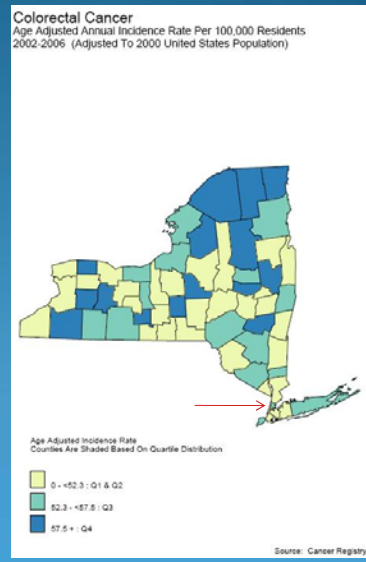 Colorectal Cancer
Age Adjusted Annual Incidence Rate Per 100,000 Residents
2002-2006 (Adjusted To 2000 United States Population)
Age Adjusted Incidence Rate
Counties Are Shaded Based On Quartile Distribution
0 - <52.3 : Q1 & Q2
52.3 - <57.5 : Q3
57.5 + : Q4
Source: Cancer Registry